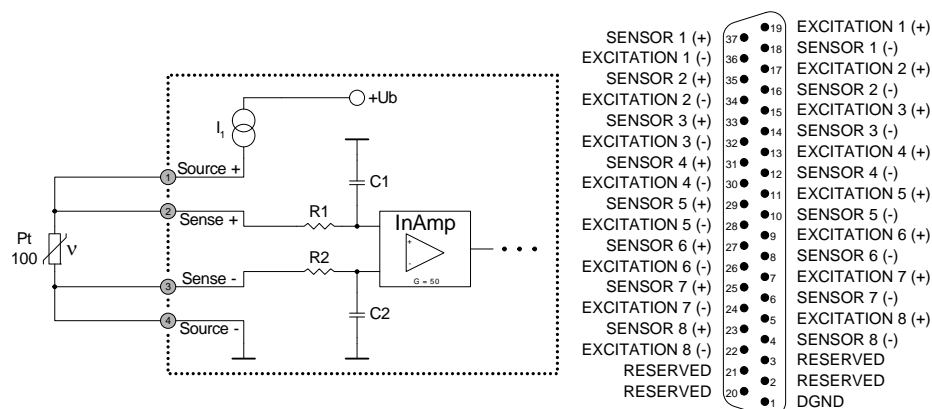 +Ub
I1
1 Source +
C1
2 Sense +
R1
InAmp
+
-
G = 50
Pt
100
ν
R2
3 Sense -
C2
4 Source -
SENSOR 1 (+) 37
EXCITATION 1 (-) 36
SENSOR 2 (+) 35
EXCITATION 2 (-) 34
SENSOR 3 (+) 33
EXCITATION 3 (-) 32
SENSOR 4 (+) 31
EXCITATION 4 (-) 30
SENSOR 5 (+) 29
EXCITATION 5 (-) 28
SENSOR 6 (+) 27
EXCITATION 6 (-) 26
SENSOR 7 (+) 25
EXCITATION 7 (-) 24
SENSOR 8 (+) 23
EXCITATION 8 (-) 22
RESERVED 21
RESERVED 20
19 EXCITATION 1 (+)
18 SENSOR 1 (-)
17 EXCITATION 2 (+)
16 SENSOR 2 (-)
15 EXCITATION 3 (+)
14 SENSOR 3 (-)
13 EXCITATION 4 (+)
12 SENSOR 4 (-)
11 EXCITATION 5 (+)
10 SENSOR 5 (-)
9 EXCITATION 6 (+)
8 SENSOR 6 (-)
7 EXCITATION 7 (+)
6 SENSOR 7 (-)
5 EXCITATION 8 (+)
4 SENSOR 8 (-)
3 RESERVED
2 RESERVED
1 DGND